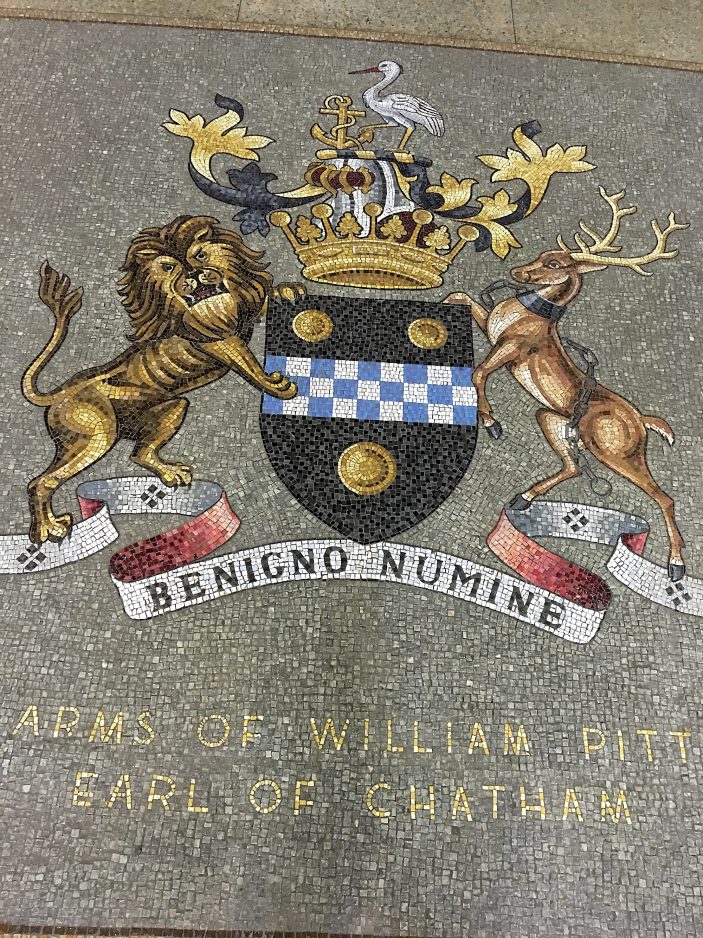 BENIGNO NUMINE
ARMS OF WILLIAM PITT
EARL OF CHATHAM